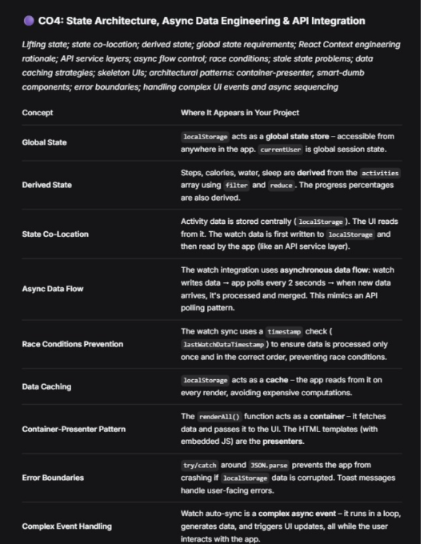 CO4: State Architecture, Async Data Engineering & API Integration
Lifting state; state co-location; derived state; global state requirements; React Context engineering
rationale; API service layers; async flow control; race conditions; stale state problems; data
caching strategies; skeleton UIs; architectural patterns: container-presenter, smart-dumb
components; error boundaries; handling complex UI events and async sequencing
Concept Where It Appears in Your Project
Global State
localStorage acts as a global state store – accessible from
anywhere in the app. currentUser is global session state.
Derived State
Steps, calories, water, sleep are derived from the activities
array using filter and reduce. The progress percentages
are also derived.
State Co-Location
Activity data is stored centrally (localStorage). The UI reads
from it. The watch data is first written to localStorage and
then read by the app (like an API service layer).
Async Data Flow
The watch integration uses asynchronous data flow: watch
writes data → app polls every 2 seconds → when new data
arrives, it's processed and merged. This mimics an API
polling pattern.
Race Conditions Prevention
The watch sync uses a timestamp check (
lastWatchDataTimestamp) to ensure data is processed only
once and in the correct order, preventing race conditions.
Data Caching
localStorage acts as a cache – the app reads from it on
every render, avoiding expensive computations.
Container-Presenter Pattern
The renderAll() function acts as a container – it fetches
data and passes it to the UI. The HTML templates (with
embedded JS) are the presenters.
Error Boundaries
try/catch around JSON.parse prevents the app from
crashing if localStorage data is corrupted. Toast messages
handle user-facing errors.
Complex Event Handling
Watch auto-sync is a complex async event – it runs in a loop,
generates data, and triggers UI updates, all while the user
interacts with the app.